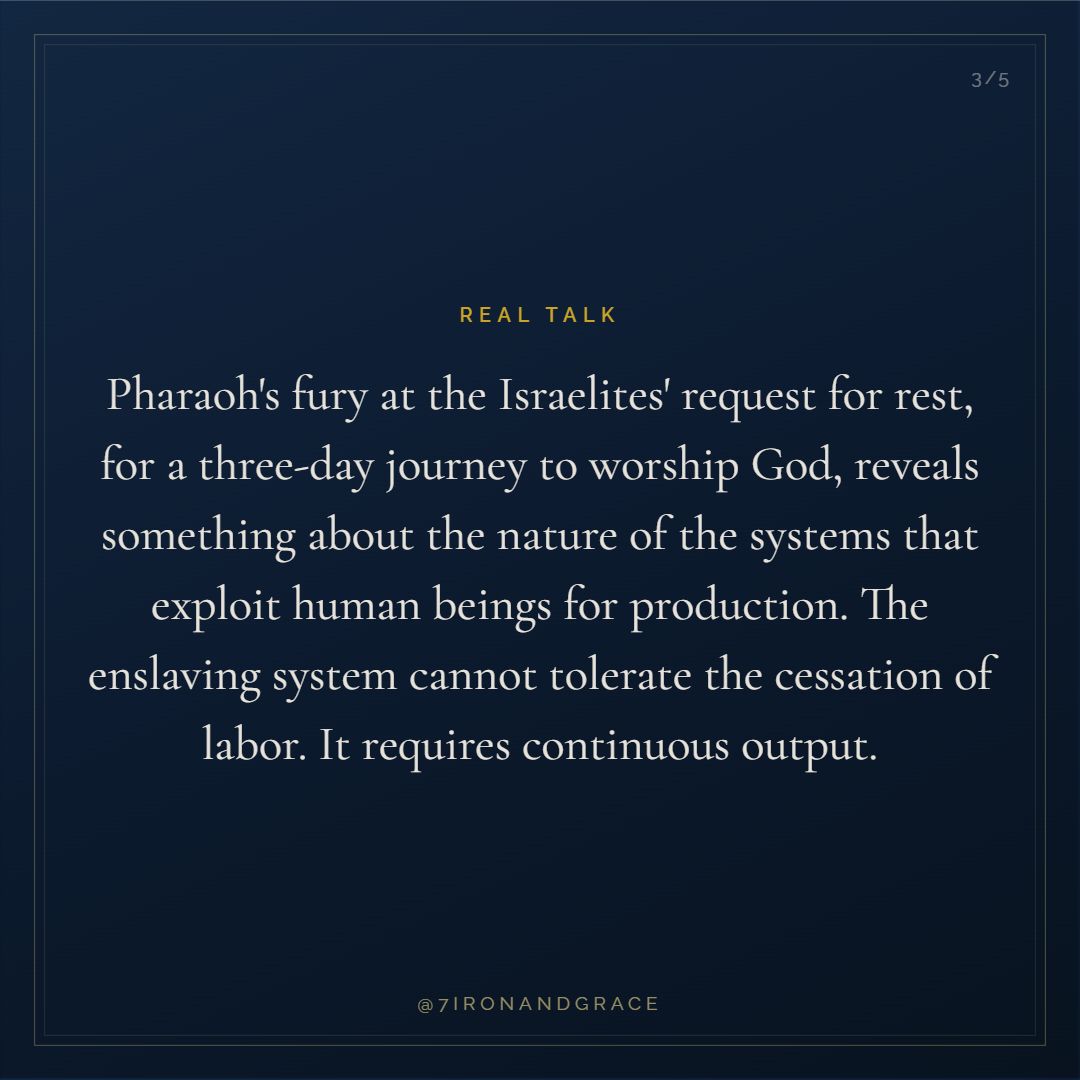 3/5
REAL TALK
Pharaoh's fury at the Israelites' request for rest,
for a three-day journey to worship God, reveals
something about the nature of the systems that
exploit human beings for production. The
enslaving system cannot tolerate the cessation of
labor. It requires continuous output.
@7IRONANDGRACE